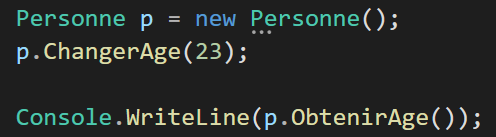 Personne p = new Personne();
p.ChangerAge(23);
Console.WriteLine(p.ObtenirAge());